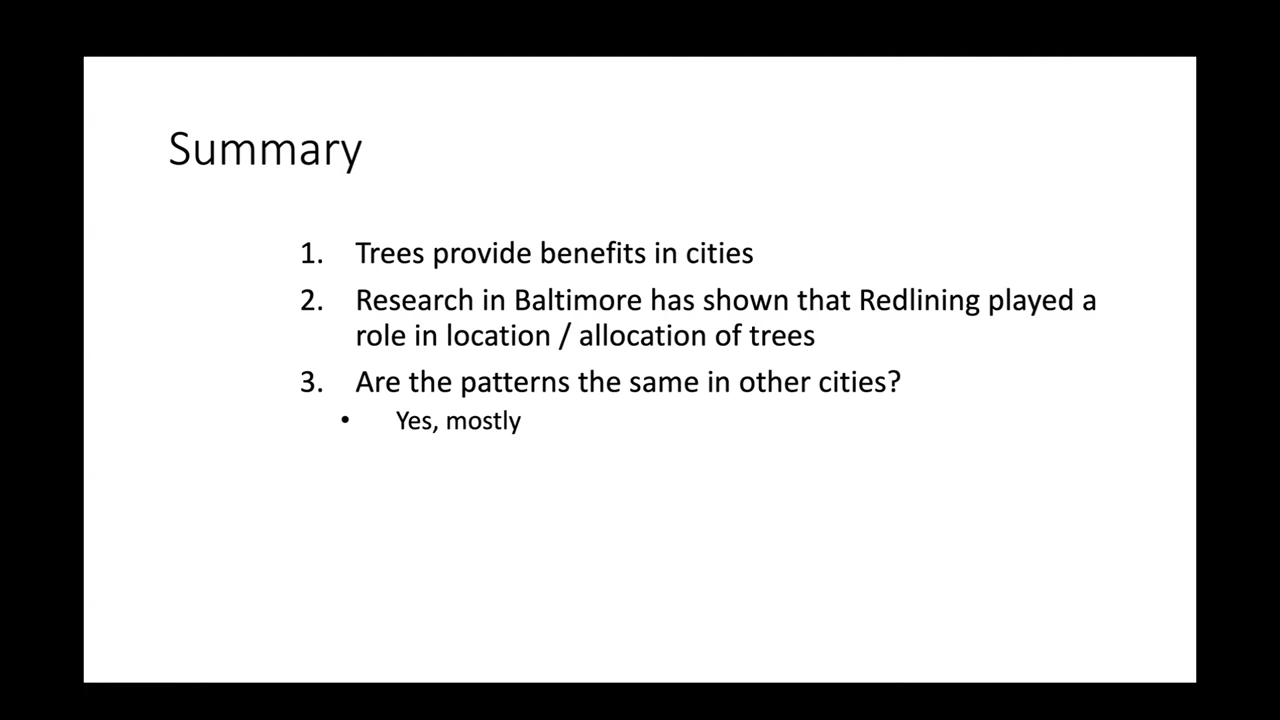 Summary
1. Trees provide benefits in cities
2. Research in Baltimore has shown that Redlining played a
role in location / allocation of trees
3. Are the patterns the same in other cities?
• Yes, mostly